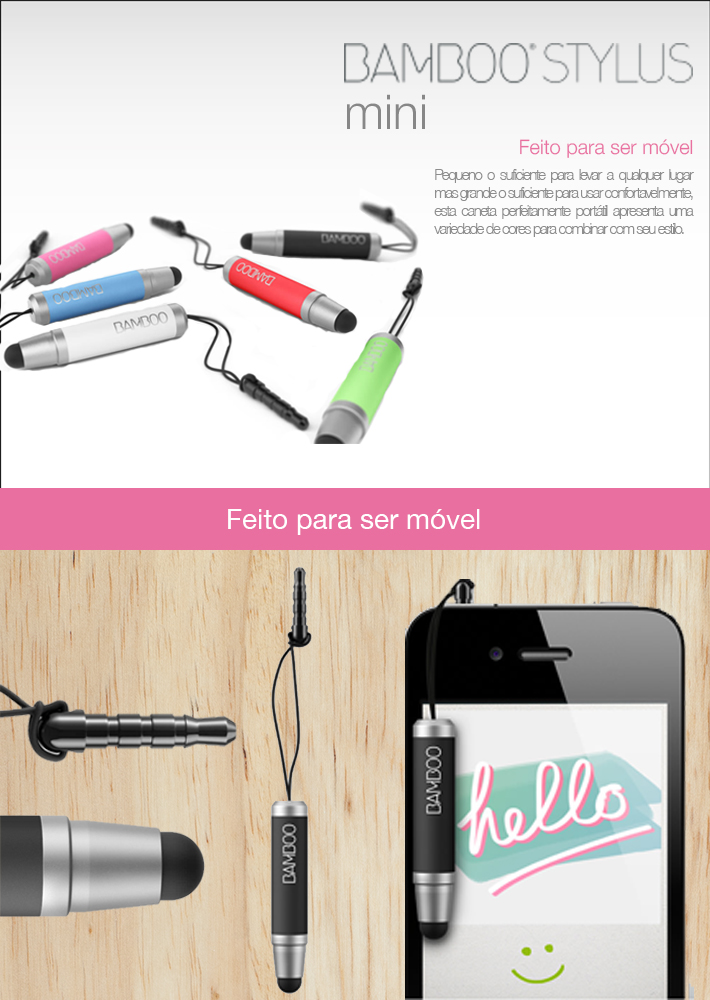 BAMBOO® STYLUS
mini
Feito para ser móvel
Pequeno o suficiente para levar a qualquer lugar
mas grande o suficiente para usar confortavelmente,
esta caneta perfeitamente portátil apresenta uma
variedade de cores para combinar com seu estilo.
BAMBOO
BAMBOO
BAMBOO
BAMBOO
BAMBOO
Feito para ser móvel
BAMBOO
BAMBOO
hello